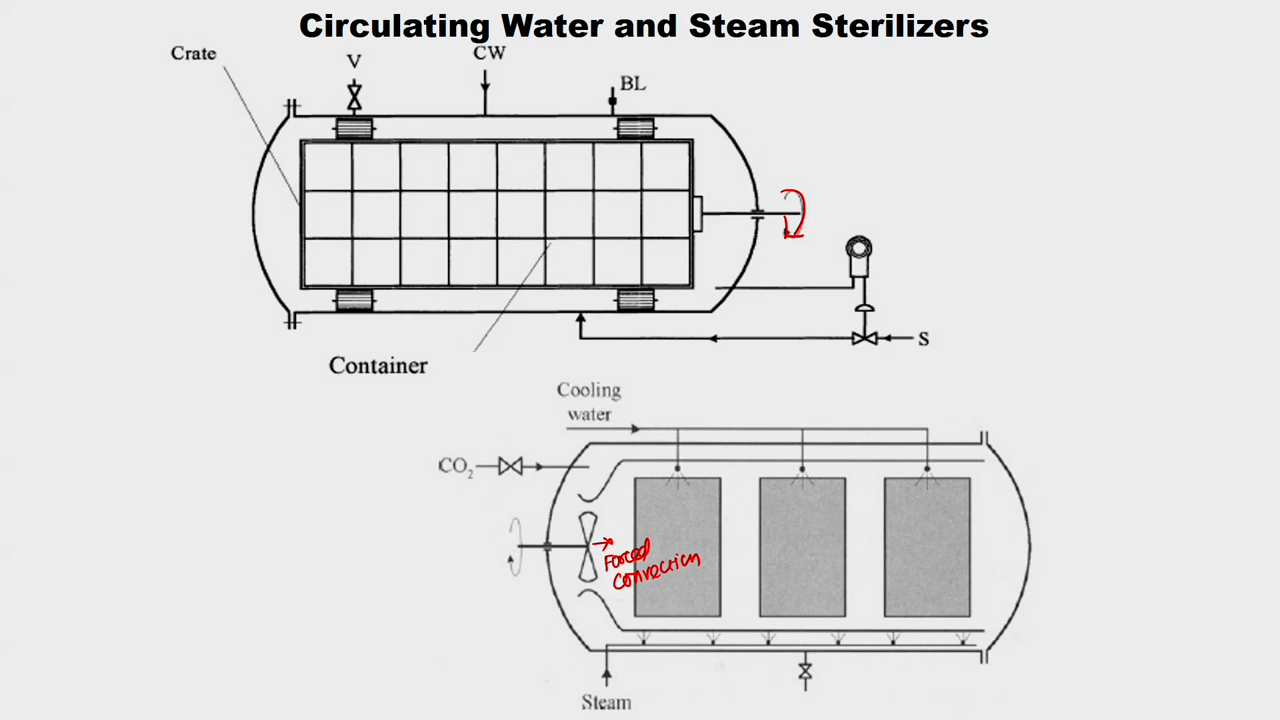 Circulating Water and Steam Sterilizers
Crate
V
CW
BL
S
Container
Cooling
water
CO₂
Forced
convection
Steam